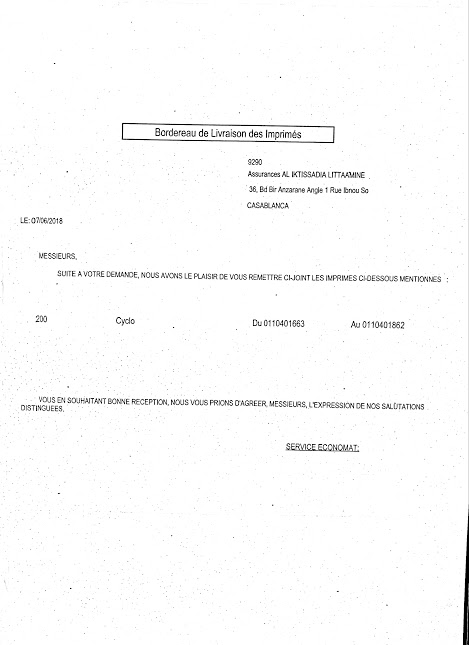 Bordereau de Livraison des Imprimés
9290
Assurances AL IKTISSADIA LITTAAMINE
36, Bd Bir Anzarane Angle 1 Rue Ibnou So
CASABLANCA
LE: 07/06/2018
MESSIEURS,
SUITE A VOTRE DEMANDE, NOUS AVONS LE PLAISIR DE VOUS REMETTRE CI-JOINT LES IMPRIMES CI-DESSOUS MENTIONNES :
200 Cyclo Du 0110401663 Au 0110401862
VOUS EN SOUHAITANT BONNE RECEPTION, NOUS VOUS PRIONS D'AGREER, MESSIEURS, L'EXPRESSION DE NOS SALUTATIONS
DISTINGUEES.
SERVICE ECONOMAT: